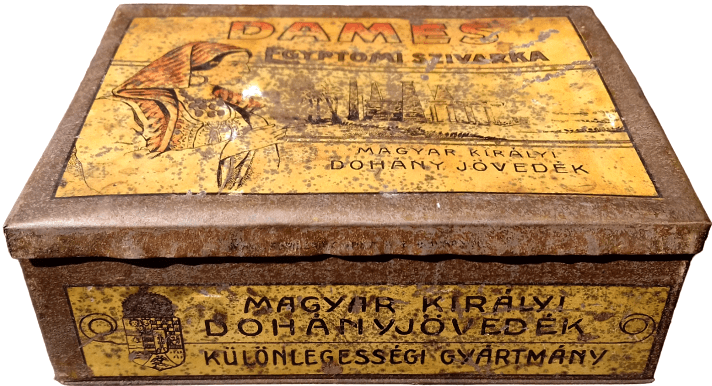 DAMES
EGYPTOMI SZIVARKA
MAGYAR KIRÁLYI
DOHÁNY JÖVEDÉK
MAGYAR KIRÁLYI
DOHÁNYJÖVEDÉK
KÜLÖNLEGESSÉGI GYÁRTMÁNY